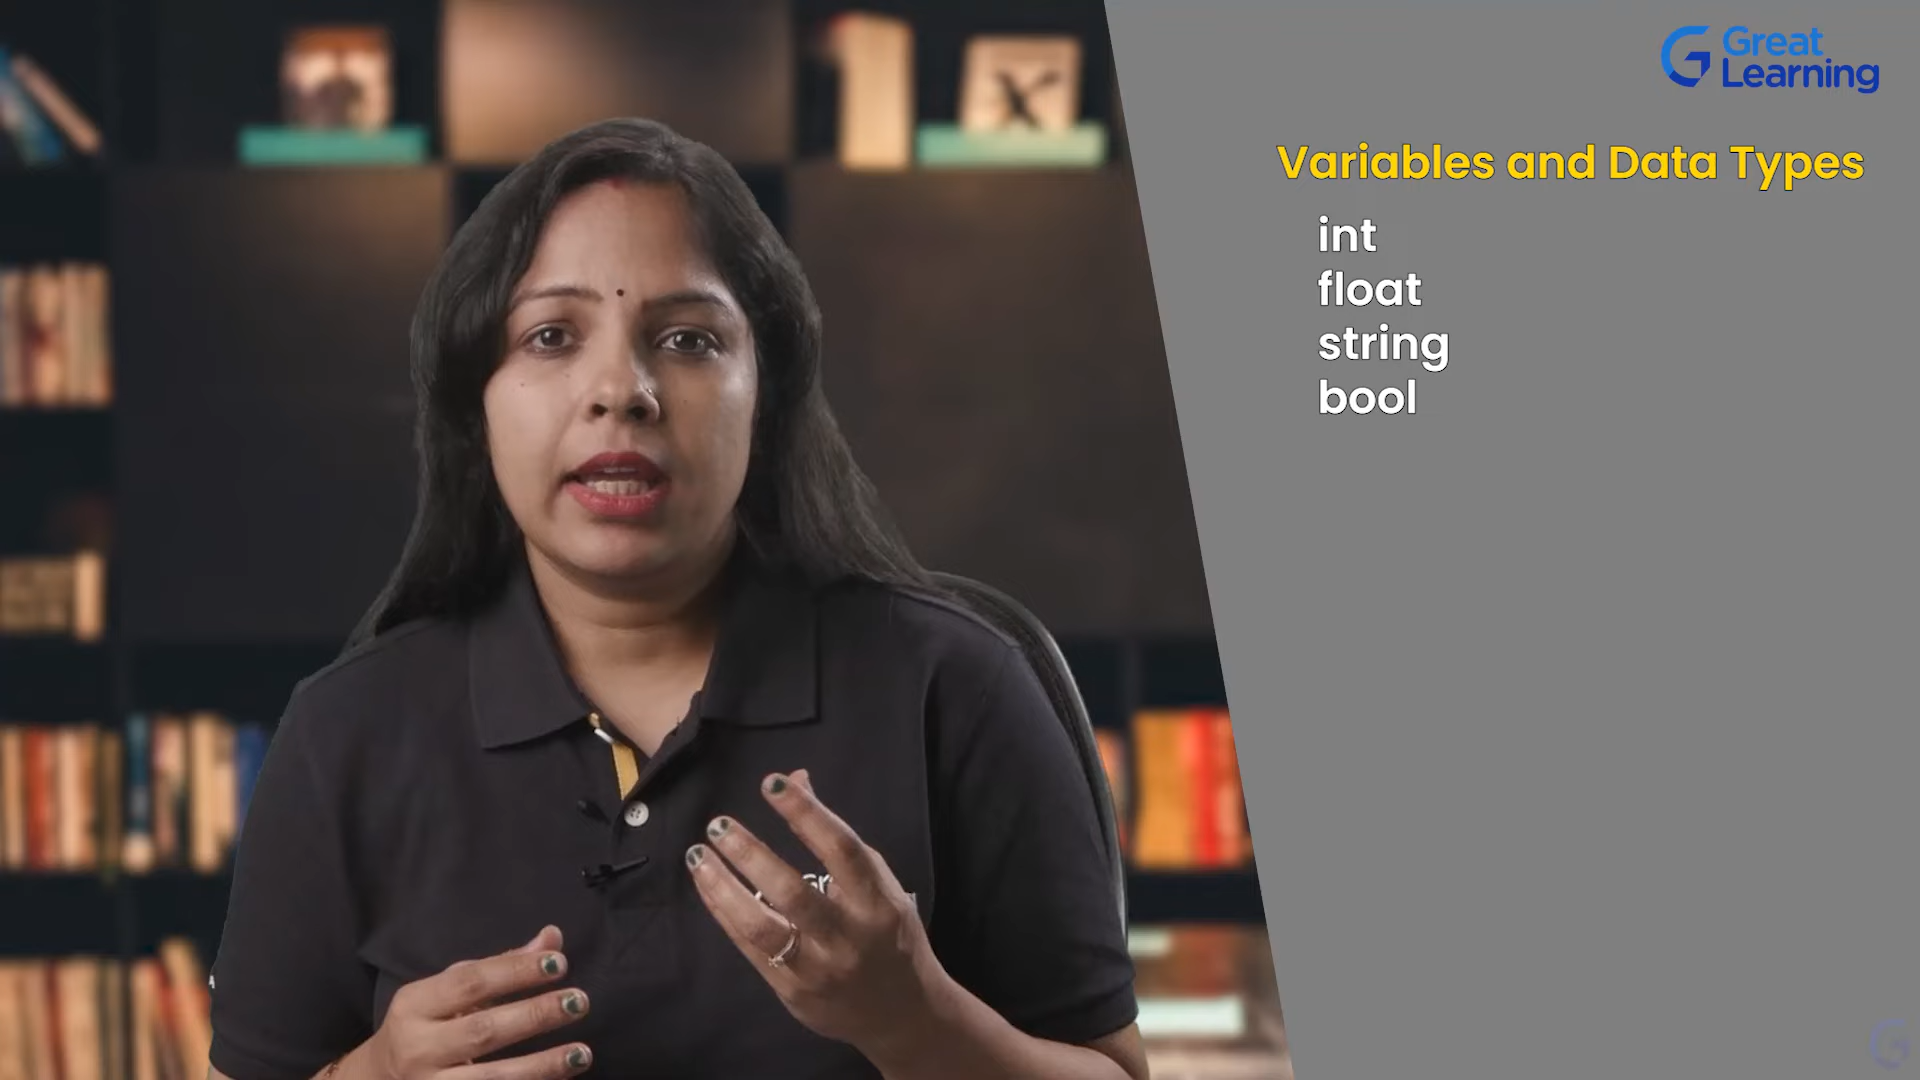 Great
Learning
Variables and Data Types
int
float
string
bool